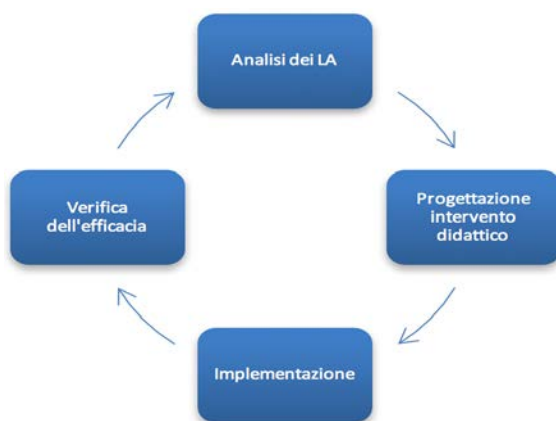 Analisi dei LA
Progettazione
intervento
didattico
Implementazione
Verifica
dell'efficacia